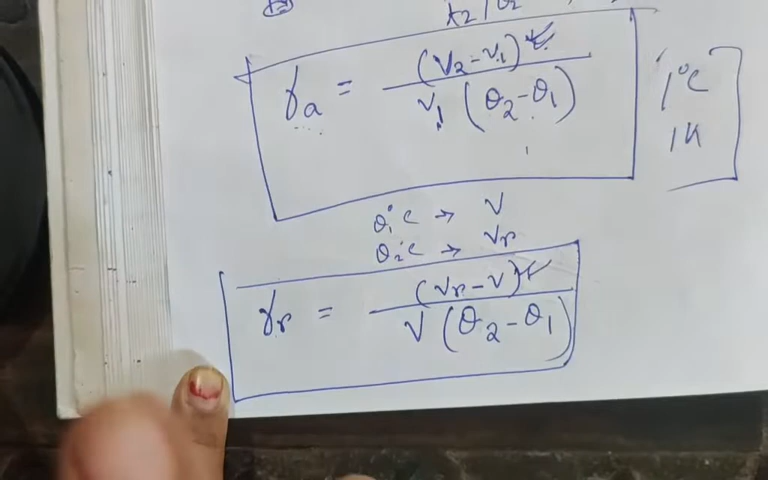 γₐ = (V₂ – V₁) / V₁ (θ₂ – θ₁)
1°C
1K
θ₁°C → V
θ₂°C → Vᵣ
γᵣ = (Vᵣ – V) / V (θ₂ – θ₁)